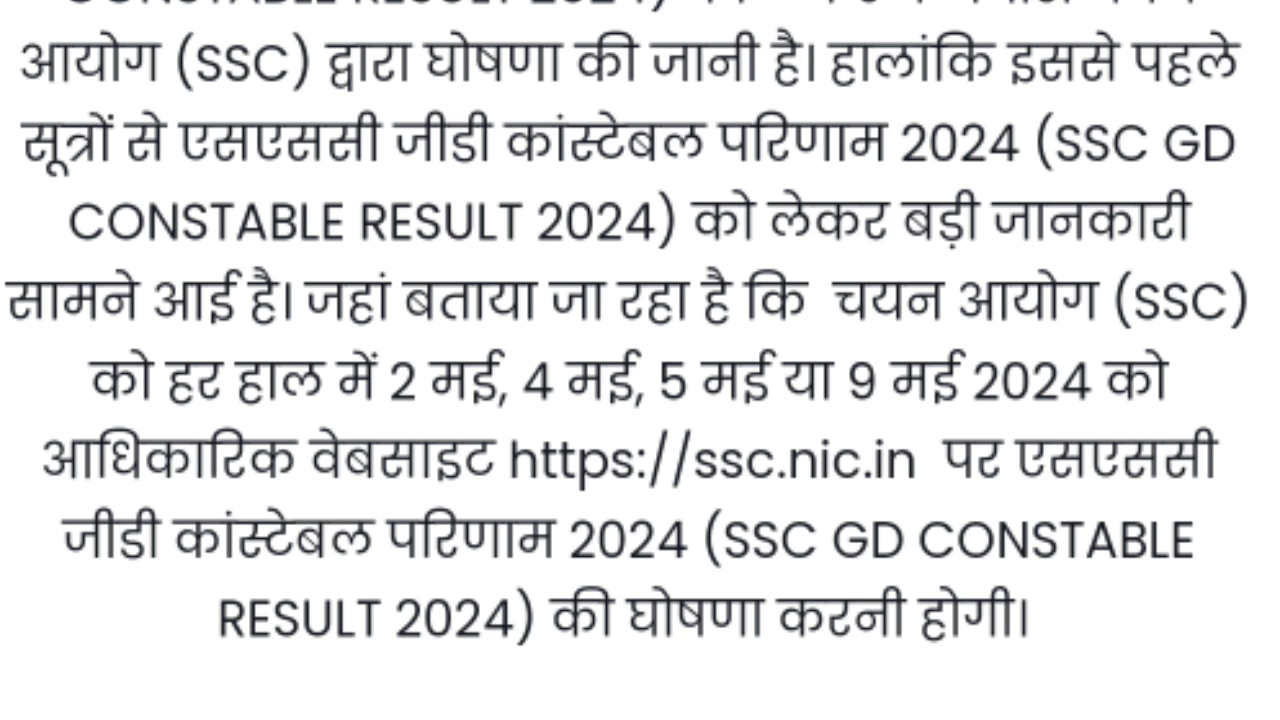 आयोग (SSC) द्वारा घोषणा की जानी है। हालांकि इससे पहले
सूत्रों से एसएससी जीडी कांस्टेबल परिणाम 2024 (SSC GD
CONSTABLE RESULT 2024) को लेकर बड़ी जानकारी
सामने आई है। जहां बताया जा रहा है कि  चयन आयोग (SSC)
को हर हाल में 2 मई, 4 मई, 5 मई या 9 मई 2024 को
आधिकारिक वेबसाइट https://ssc.nic.in  पर एसएससी
जीडी कांस्टेबल परिणाम 2024 (SSC GD CONSTABLE
RESULT 2024) की घोषणा करनी होगी।